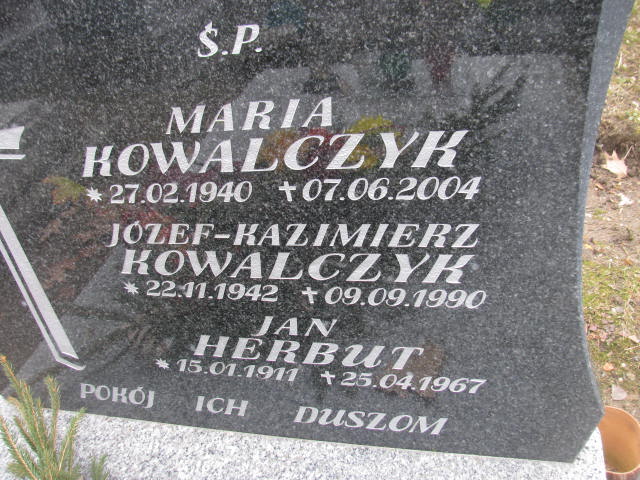 Ś.P.
MARIA
KOWALCZYK
* 27.02.1940 ✝ 07.06.2004
JÓZEF-KAZIMIERZ
KOWALCZYK
* 22.11.1942 ✝ 09.09.1990
JAN
HERBUT
* 15.01.1911 ✝ 25.04.1967
POKÓJ ICH DUSZOM